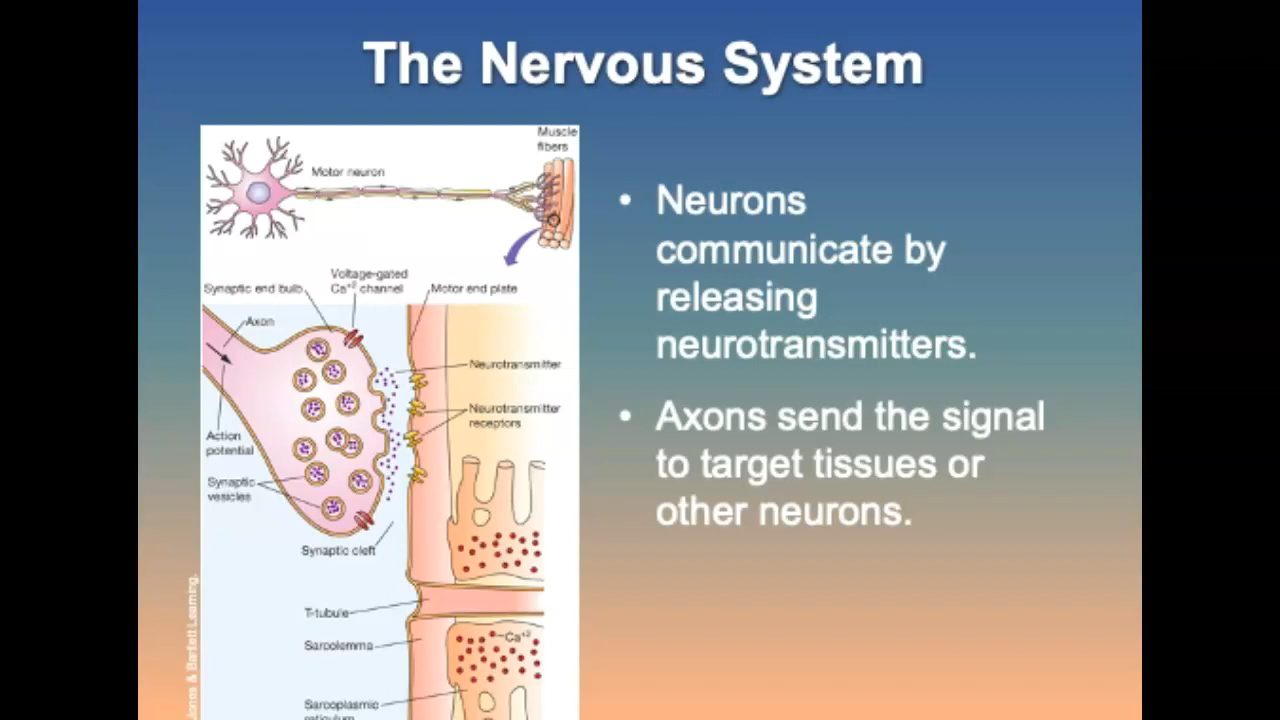 The Nervous System
Muscle
fibers
Motor neuron
Voltage-gated
Ca+2 channel
Synaptic end bulb
Motor end plate
Axon
Neurotransmitter
Neurotransmitter
receptors
Action
potential
Synaptic
vesicles
Synaptic cleft
T-tubule
Sarcolemma
Ca+2
Sarcoplasmic
reticulum
Jones & Bartlett Learning.
• Neurons
communicate by
releasing
neurotransmitters.
• Axons send the signal
to target tissues or
other neurons.